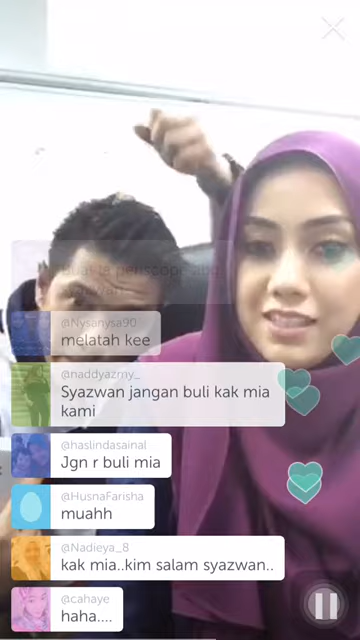 @Nysanysa90
melatah kee
@naddyazmy_
Syazwan jangan buli kak mia
kami
@haslindasainal
Jgn r buli mia
@HusnaFarisha
muahh
@Nadieya_8
kak mia..kim salam syazwan..
@cahaye
haha....